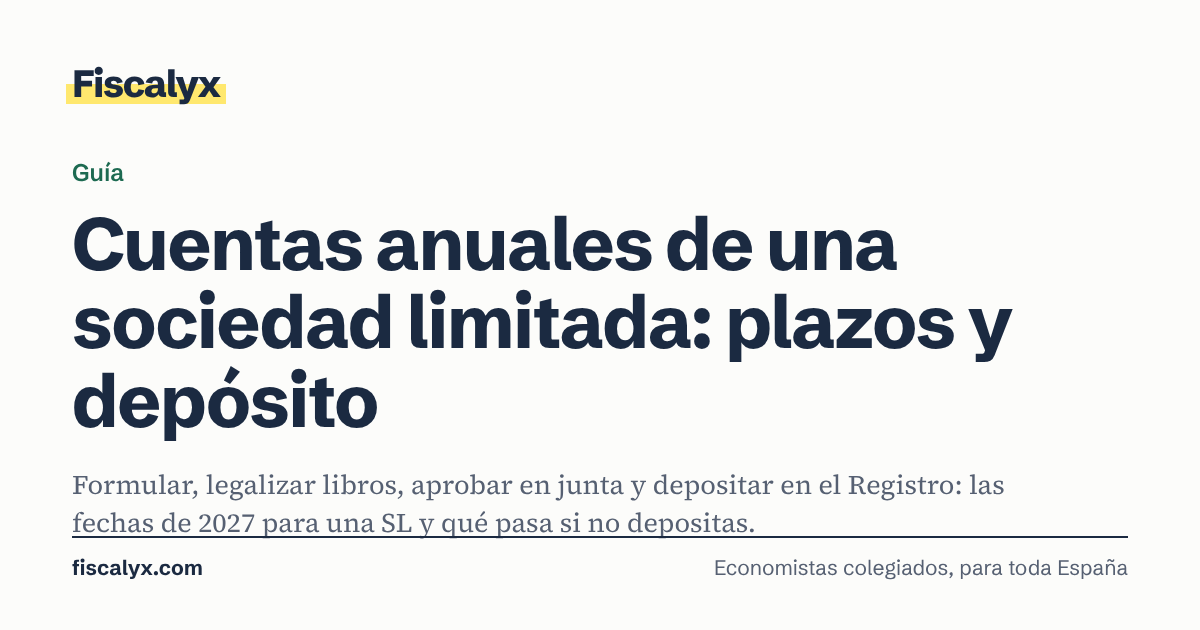 Fiscalyx
Guía
Cuentas anuales de una
sociedad limitada: plazos y
depósito
Formular, legalizar libros, aprobar en junta y depositar en el Registro: las
fechas de 2027 para una SL y qué pasa si no depositas.
fiscalyx.com
Economistas colegiados, para toda España